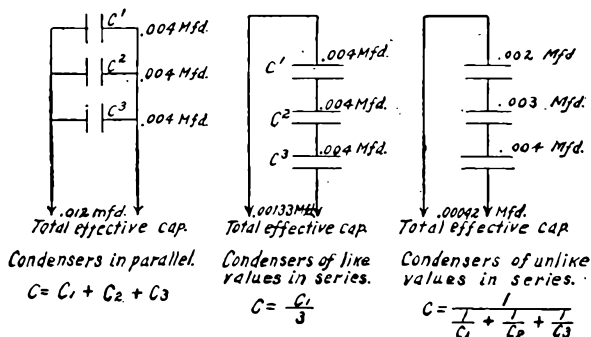 C¹ .004 Mfd.
C² .004 Mfd.
C³ .004 Mfd.
.012 mfd.
Total effective cap.
Condensers in parallel.
C = C₁ + C₂ + C₃
C¹ .004 Mfd.
C² .004 Mfd.
C³ .004 Mfd.
.00133 Mfd.
Total effective cap.
Condensers of like
values in series.
C = C₁ / 3
.002 Mfd
.003 Mfd
.004 Mfd
.00042 Mfd.
Total effective cap.
Condensers of unlike
values in series.
C = 1 / (1/C₁ + 1/C₂ + 1/C₃)